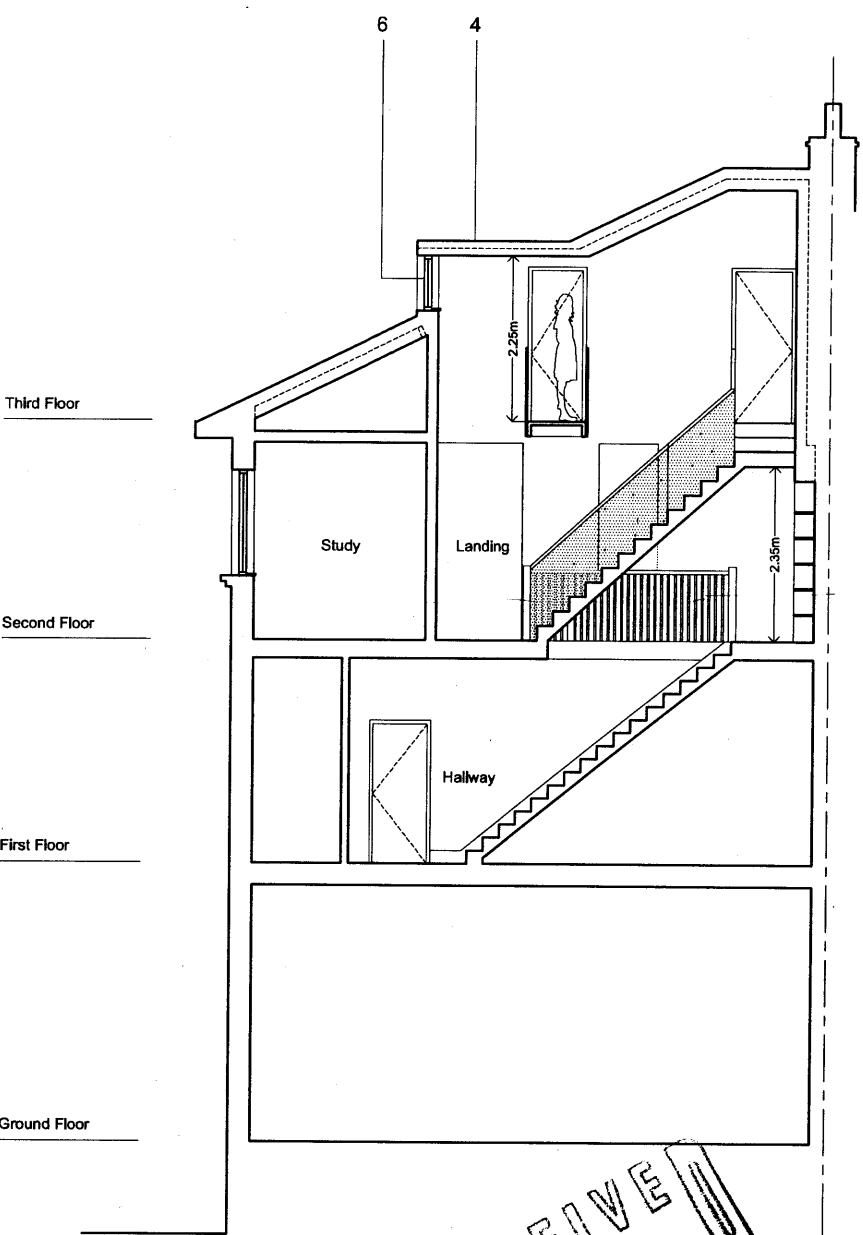 6
4
2.25m
Third Floor
Study
Landing
2.35m
Second Floor
Hallway
First Floor
Ground Floor